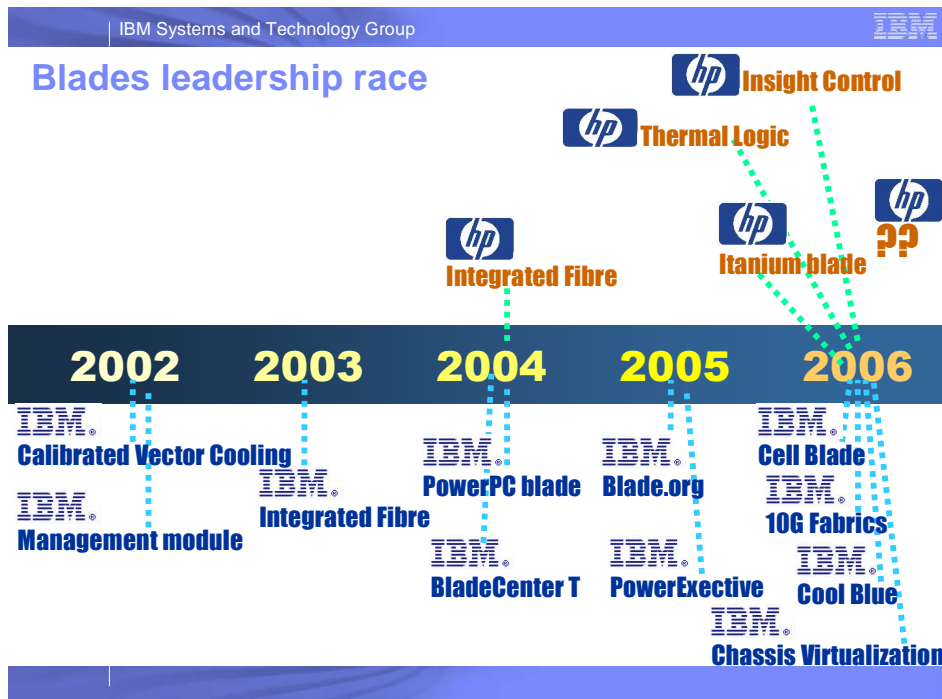 IBM Systems and Technology Group
IBM
Blades leadership race
hp Insight Control
hp Thermal Logic
hp
??
hp
Itanium blade
hp
Integrated Fibre
2002 2003 2004 2005 2006
IBM®
Calibrated Vector Cooling
IBM®
Management module
IBM®
Integrated Fibre
IBM®
PowerPC blade
IBM®
BladeCenter T
IBM®
Blade.org
IBM®
PowerExective
IBM®
Cell Blade
IBM®
10G Fabrics
IBM®
Cool Blue
IBM®
Chassis Virtualization